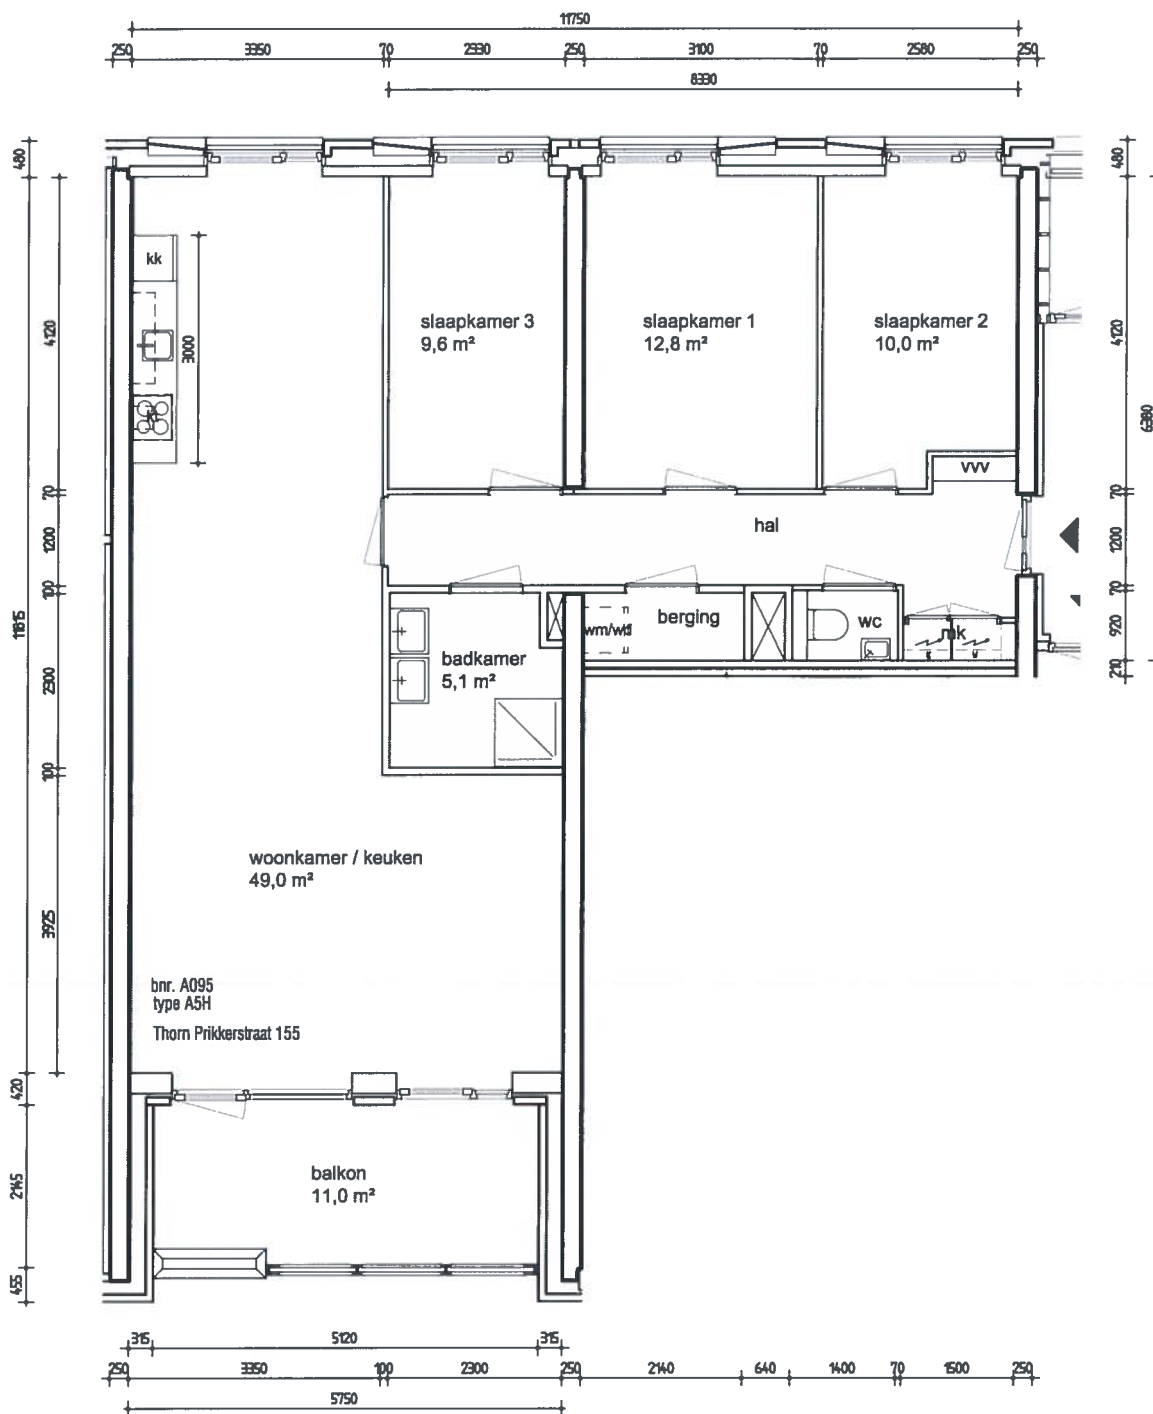 11750
250 3350 70 2330 250 3100 70 2580 250
8330
480
480
kk
slaapkamer 3
9,6 m²
slaapkamer 1
12,8 m²
slaapkamer 2
10,0 m²
4120
3000
4120
6380
VVV
70
70
hal
1200
1200
100
70
wm/wd
berging
wc
mk
920
11815
badkamer
5,1 m²
2300
210
100
woonkamer / keuken
49,0 m²
3925
bnr. A095
type A5H
Thorn Prikkerstraat 155
420
balkon
11,0 m²
2145
455
315 5120 315
250 3350 100 2300 250 2140 640 1400 70 1500 250
5750